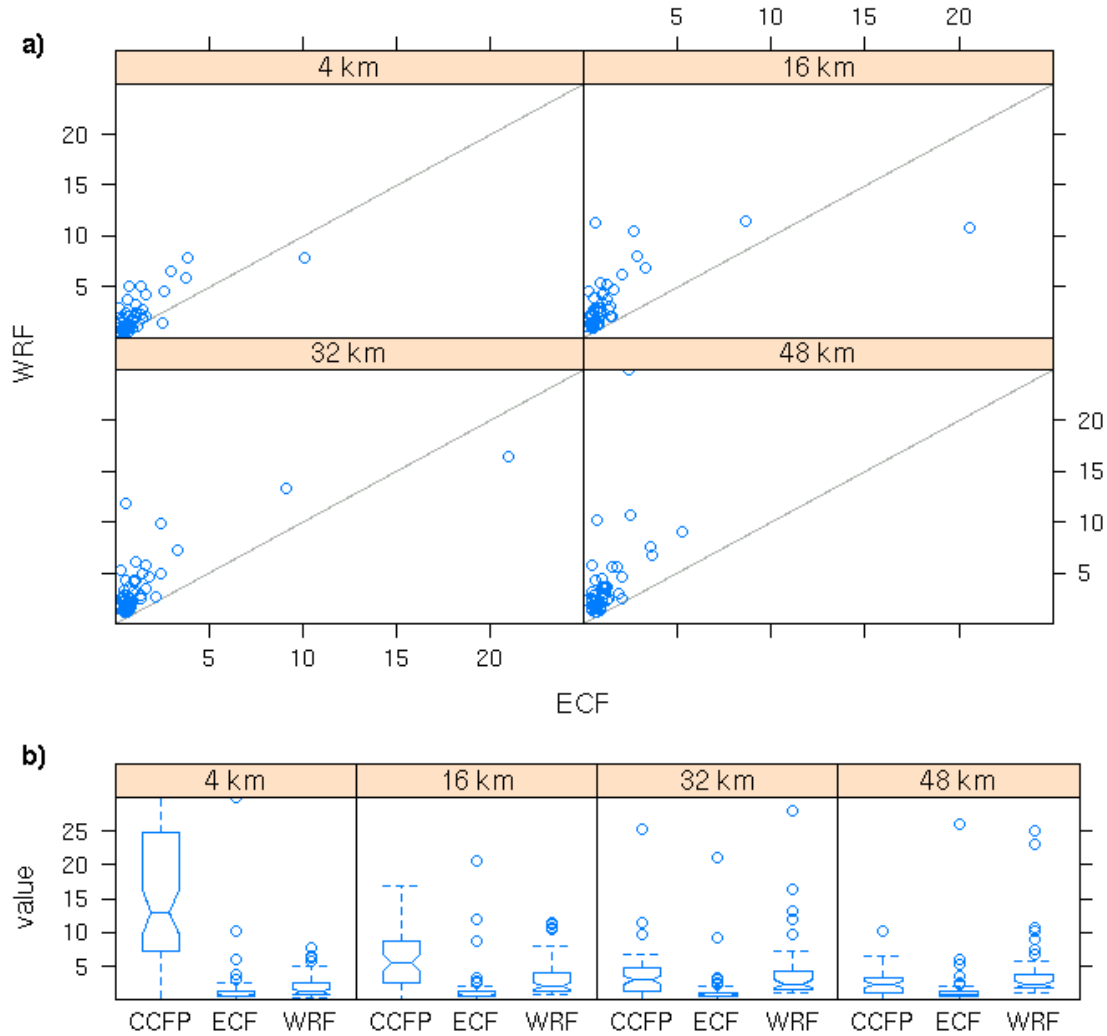 5 10 20
a)
4 km 16 km
20
15
10
5
WRF
32 km 48 km
20
15
10
5
5 10 15 20
ECF
b)
4 km 16 km 32 km 48 km
25
20
15
10
5
value
CCFP ECF WRF CCFP ECF WRF CCFP ECF WRF CCFP ECF WRF